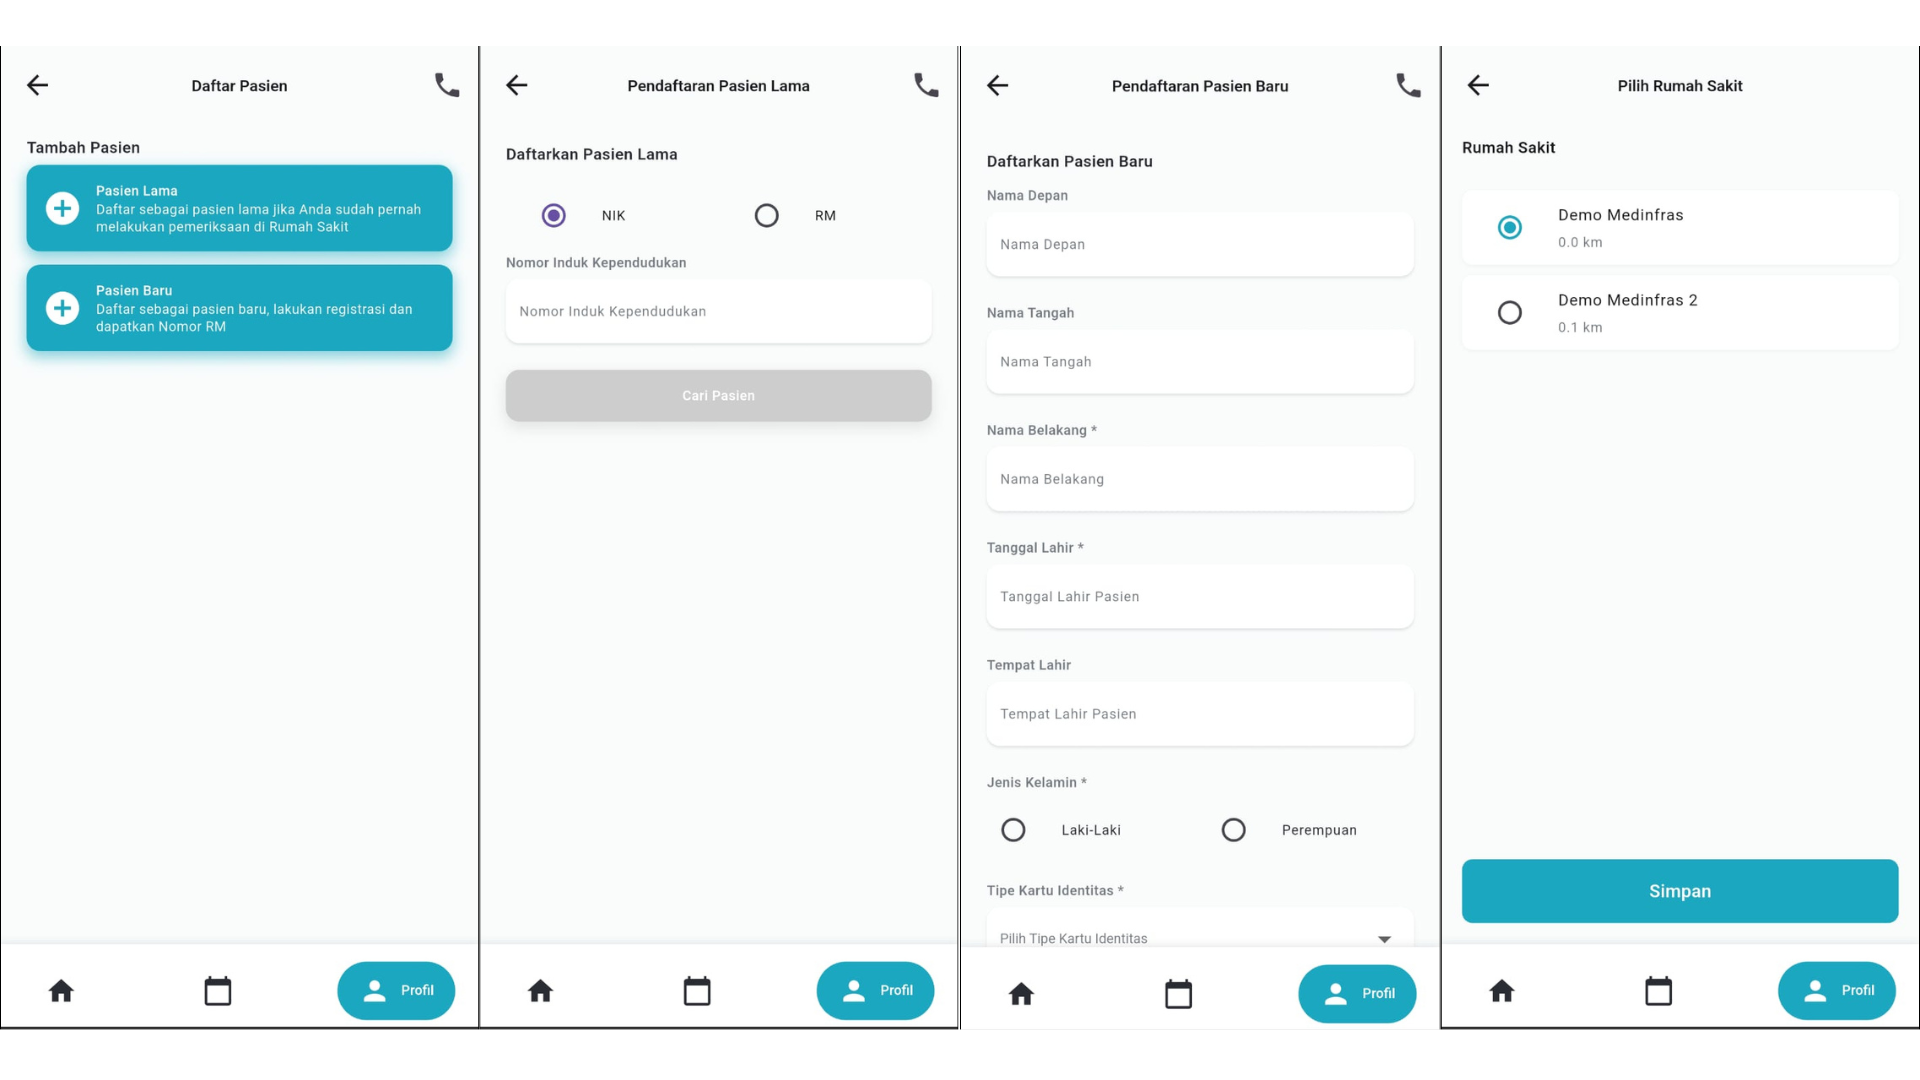 Daftar Pasien
Tambah Pasien
Pasien Lama
Daftar sebagai pasien lama jika Anda sudah pernah
melakukan pemeriksaan di Rumah Sakit
Pasien Baru
Daftar sebagai pasien baru, lakukan registrasi dan
dapatkan Nomor RM
Profil
Pendaftaran Pasien Lama
Daftarkan Pasien Lama
NIK
RM
Nomor Induk Kependudukan
Nomor Induk Kependudukan
Cari Pasien
Profil
Pendaftaran Pasien Baru
Daftarkan Pasien Baru
Nama Depan
Nama Depan
Nama Tangah
Nama Tangah
Nama Belakang *
Nama Belakang
Tanggal Lahir *
Tanggal Lahir Pasien
Tempat Lahir
Tempat Lahir Pasien
Jenis Kelamin *
Laki-Laki
Perempuan
Tipe Kartu Identitas *
Pilih Tipe Kartu Identitas
Profil
Pilih Rumah Sakit
Rumah Sakit
Demo Medinfras
0.0 km
Demo Medinfras 2
0.1 km
Simpan
Profil